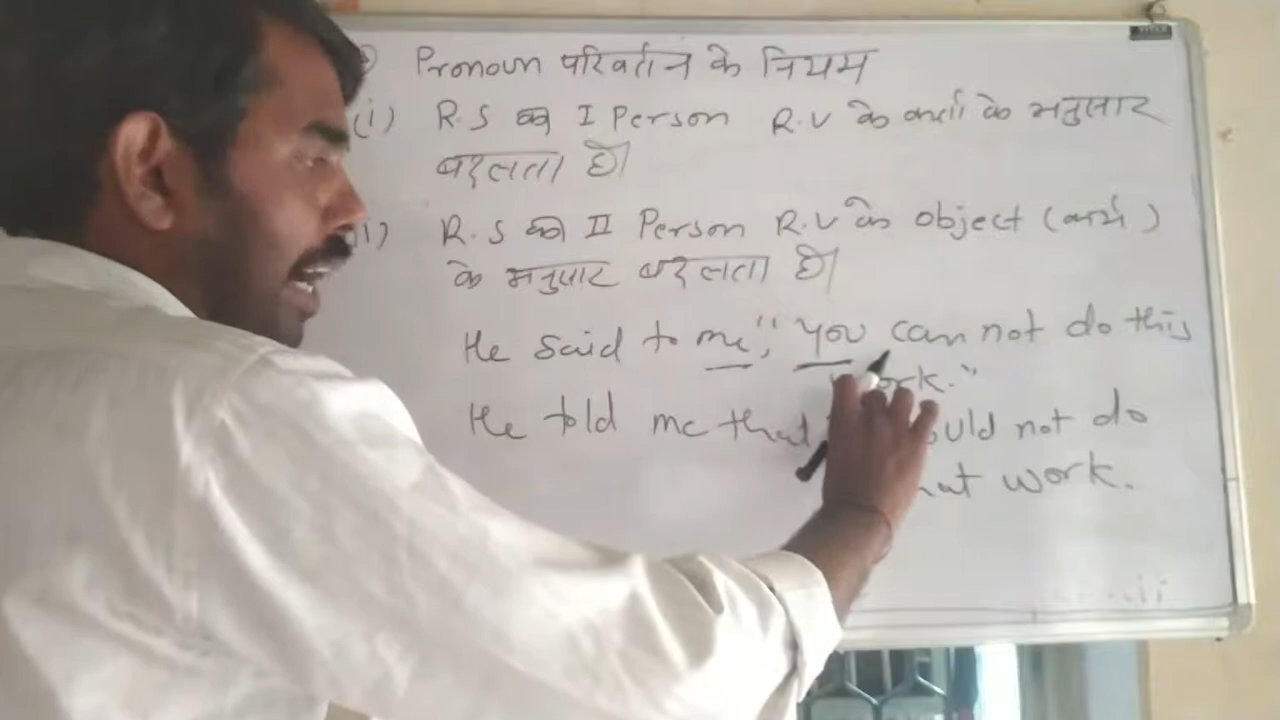 Pronoun परिवर्तन के नियम
(i) R.S का I Person R.V के कर्ता के अनुसार
बदलता है।
ii) R.S का II Person R.V के object (कर्म)
के अनुसार बदलता है।
He said to me," you can not do this
work."
He told me that could not do
that work.